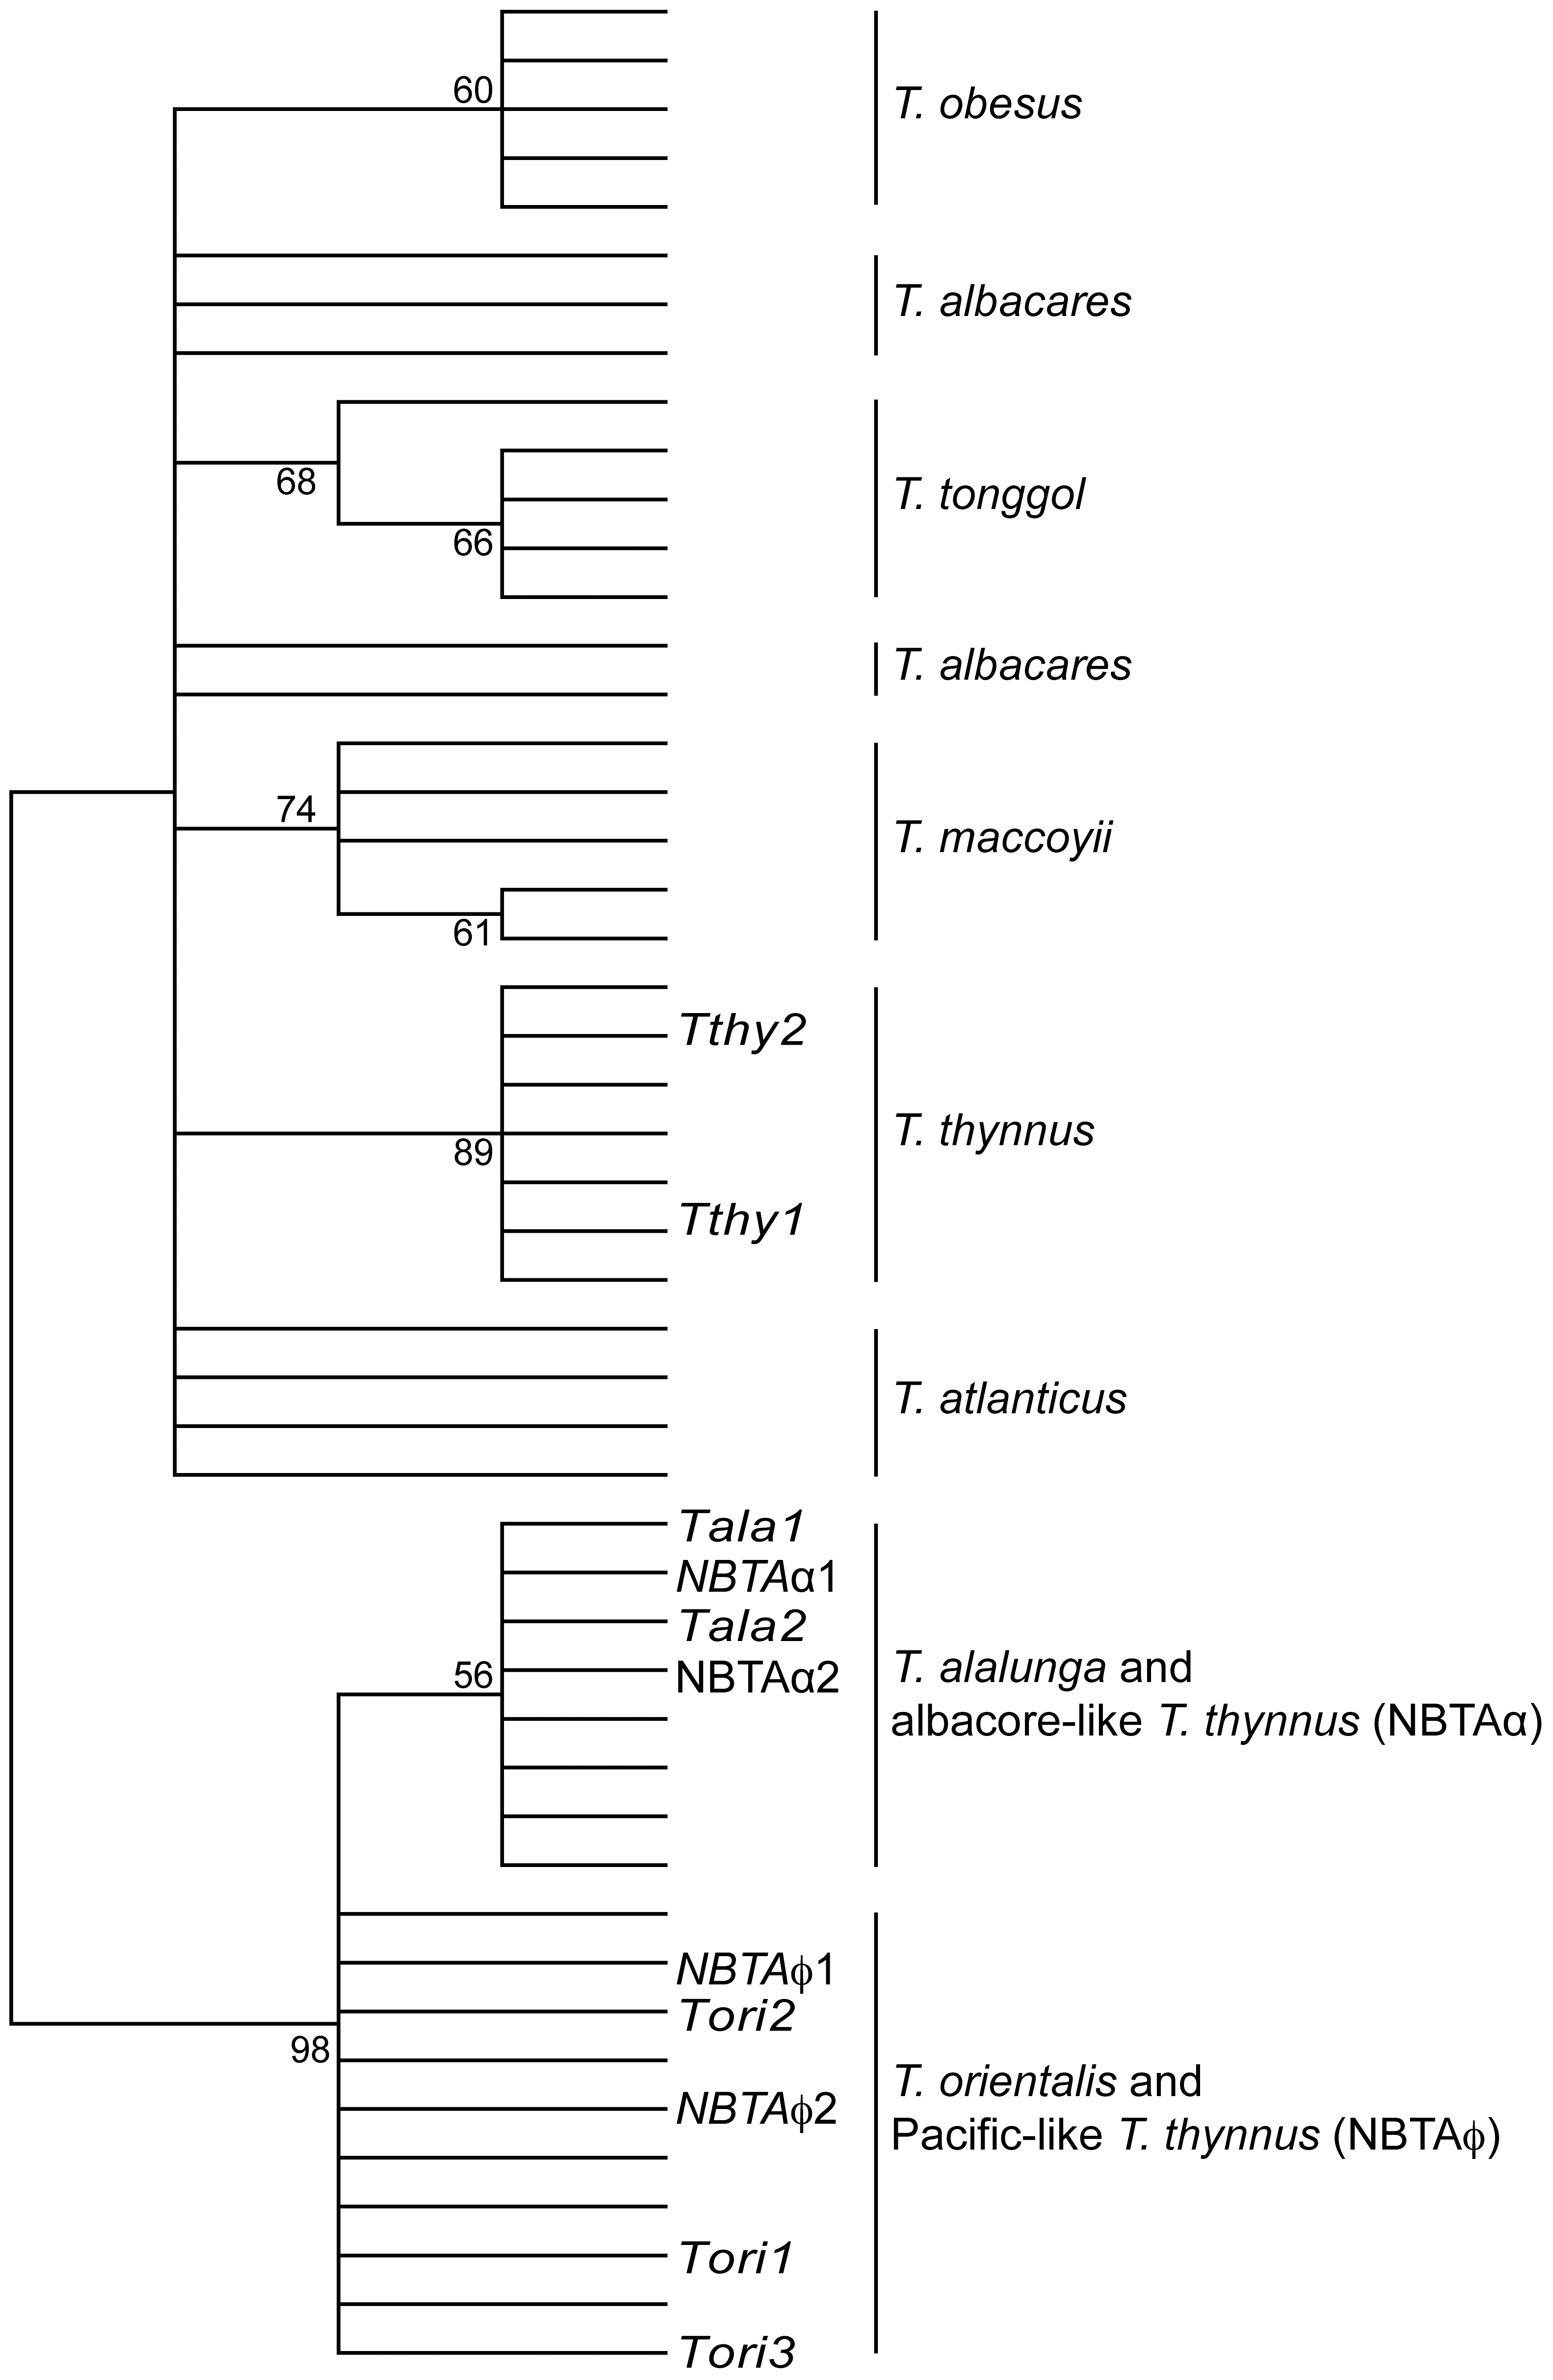 60
T. obesus
T. albacares
68
T. tonggol
66
T. albacares
74
T. maccoyii
61
Tthy2
T. thynnus
89
Tthy1
T. atlanticus
Tala1
NBTAα1
Tala2
56
NBTAα2
T. alalunga and
albacore-like T. thynnus (NBTAα)
NBTAϕ1
Tori2
98
NBTAϕ2
T. orientalis and
Pacific-like T. thynnus (NBTAϕ)
Tori1
Tori3